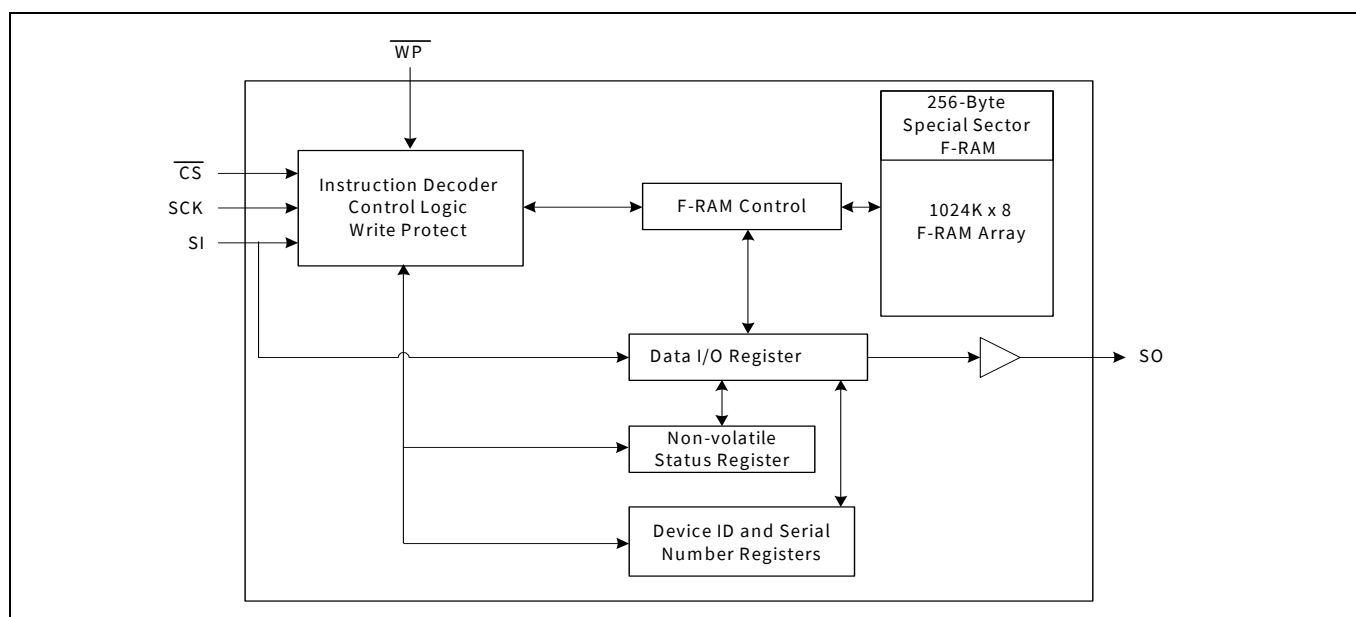 WP
256-Byte
Special Sector
F-RAM
CS
SCK
SI
Instruction Decoder
Control Logic
Write Protect
F-RAM Control
1024K x 8
F-RAM Array
Data I/O Register
SO
Non-volatile
Status Register
Device ID and Serial
Number Registers